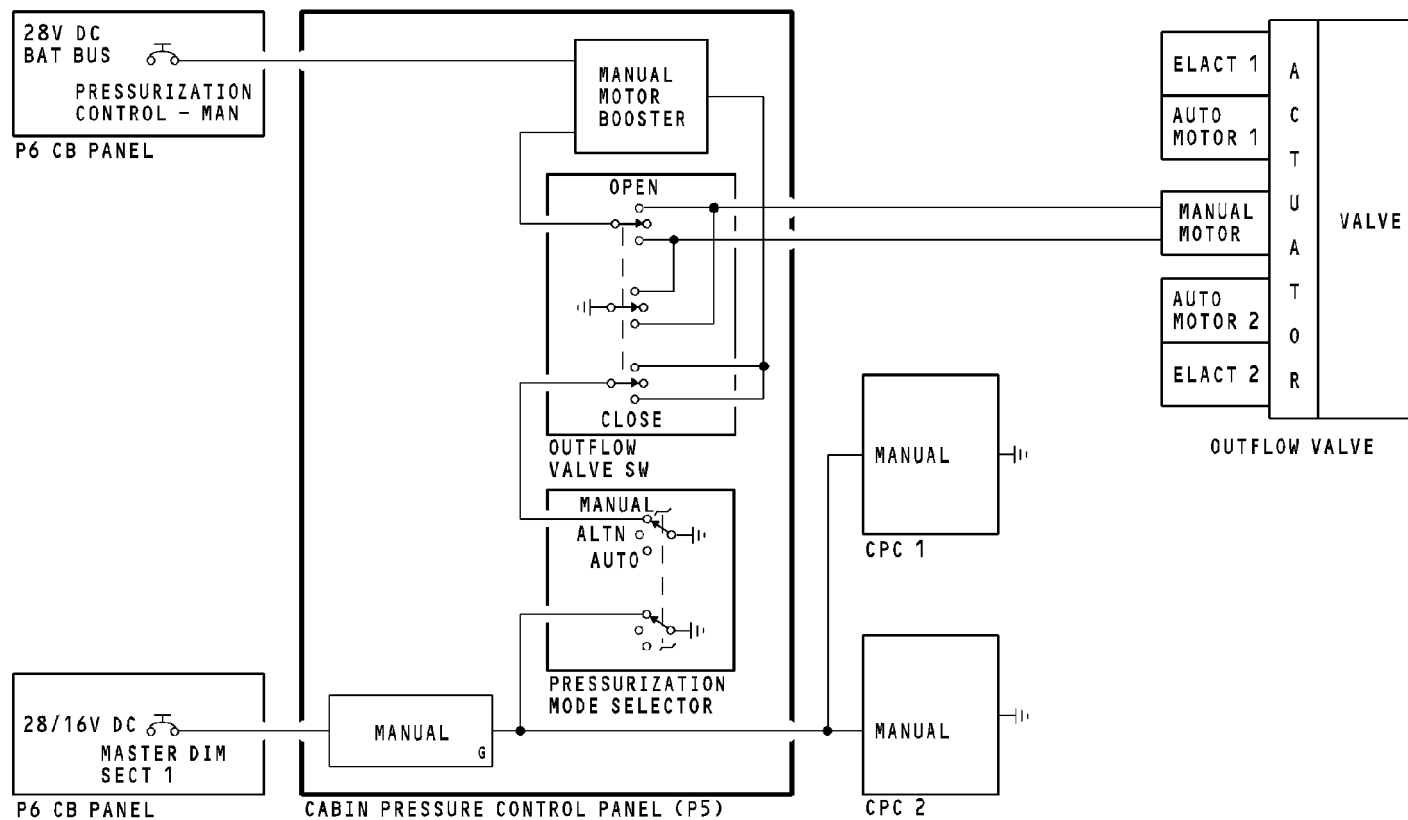 28V DC
BAT BUS
PRESSURIZATION
CONTROL - MAN
P6 CB PANEL
MANUAL
MOTOR
BOOSTER
OPEN
CLOSE
OUTFLOW
VALVE SW
MANUAL
ALTN
AUTO
PRESSURIZATION
MODE SELECTOR
28/16V DC
MASTER DIM
SECT 1
P6 CB PANEL
MANUAL
G
CABIN PRESSURE CONTROL PANEL (P5)
MANUAL
CPC 1
MANUAL
CPC 2
ELACT 1
AUTO
MOTOR 1
MANUAL
MOTOR
AUTO
MOTOR 2
ELACT 2
ACTUATOR
VALVE
OUTFLOW VALVE